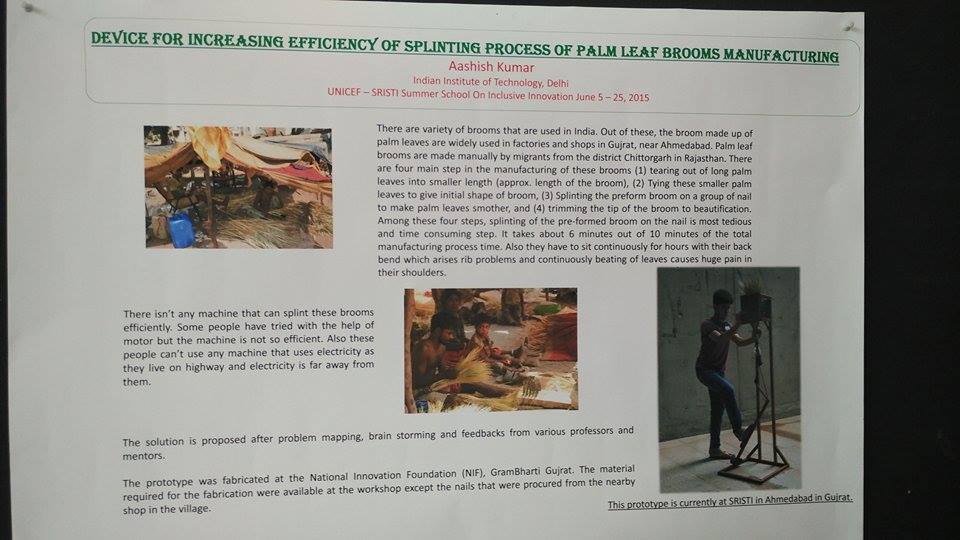 DEVICE FOR INCREASING EFFICIENCY OF SPLINTING PROCESS OF PALM LEAF BROOMS MANUFACTURING
Aashish Kumar
Indian Institute of Technology, Delhi
UNICEF – SRISTI Summer School On Inclusive Innovation June 5 – 25, 2015
There are variety of brooms that are used in India. Out of these, the broom made up of
palm leaves are widely used in factories and shops in Gujrat, near Ahmedabad. Palm leaf
brooms are made manually by migrants from the district Chittorgarh in Rajasthan. There
are four main step in the manufacturing of these brooms (1) tearing out of long palm
leaves into smaller length (approx. length of the broom), (2) Tying these smaller palm
leaves to give initial shape of broom, (3) Splinting the preform broom on a group of nail
to make palm leaves smother, and (4) trimming the tip of the broom to beautification.
Among these four steps, splinting of the pre-formed broom on the nail is most tedious
and time consuming step. It takes about 6 minutes out of 10 minutes of the total
manufacturing process time. Also they have to sit continuously for hours with their back
bend which arises rib problems and continuously beating of leaves causes huge pain in
their shoulders.
There isn't any machine that can splint these brooms
efficiently. Some people have tried with the help of
motor but the machine is not so efficient. Also these
people can't use any machine that uses electricity as
they live on highway and electricity is far away from
them.
The solution is proposed after problem mapping, brain storming and feedbacks from various professors and
mentors.
The prototype was fabricated at the National Innovation Foundation (NIF), GramBharti Gujrat. The material
required for the fabrication were available at the workshop except the nails that were procured from the nearby
shop in the village.
This prototype is currently at SRISTI in Ahmedabad in Gujrat.